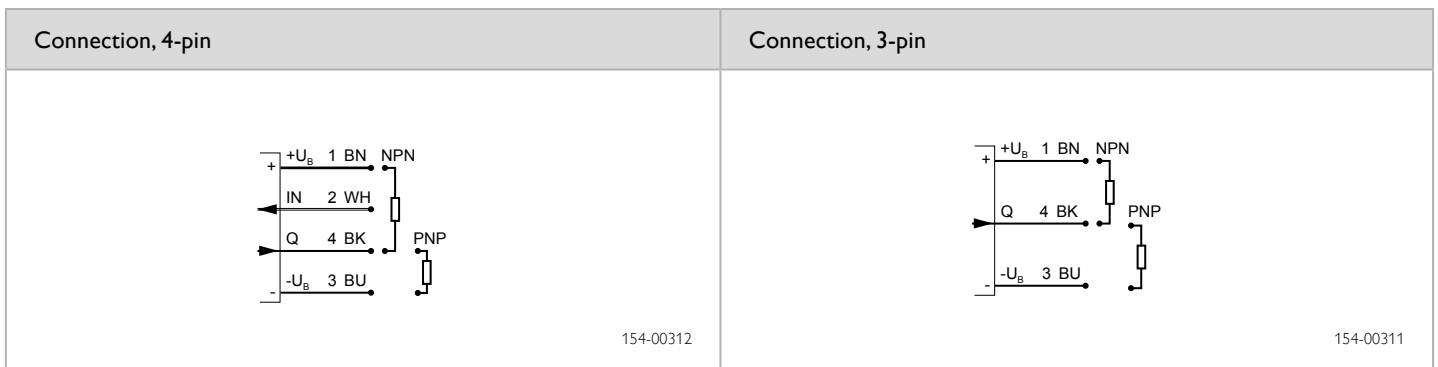 Connection, 4-pin
+U_B 1 BN NPN
+
IN 2 WH
Q 4 BK PNP
-U_B 3 BU
-
154-00312
Connection, 3-pin
+U_B 1 BN NPN
+
Q 4 BK PNP
-U_B 3 BU
-
154-00311